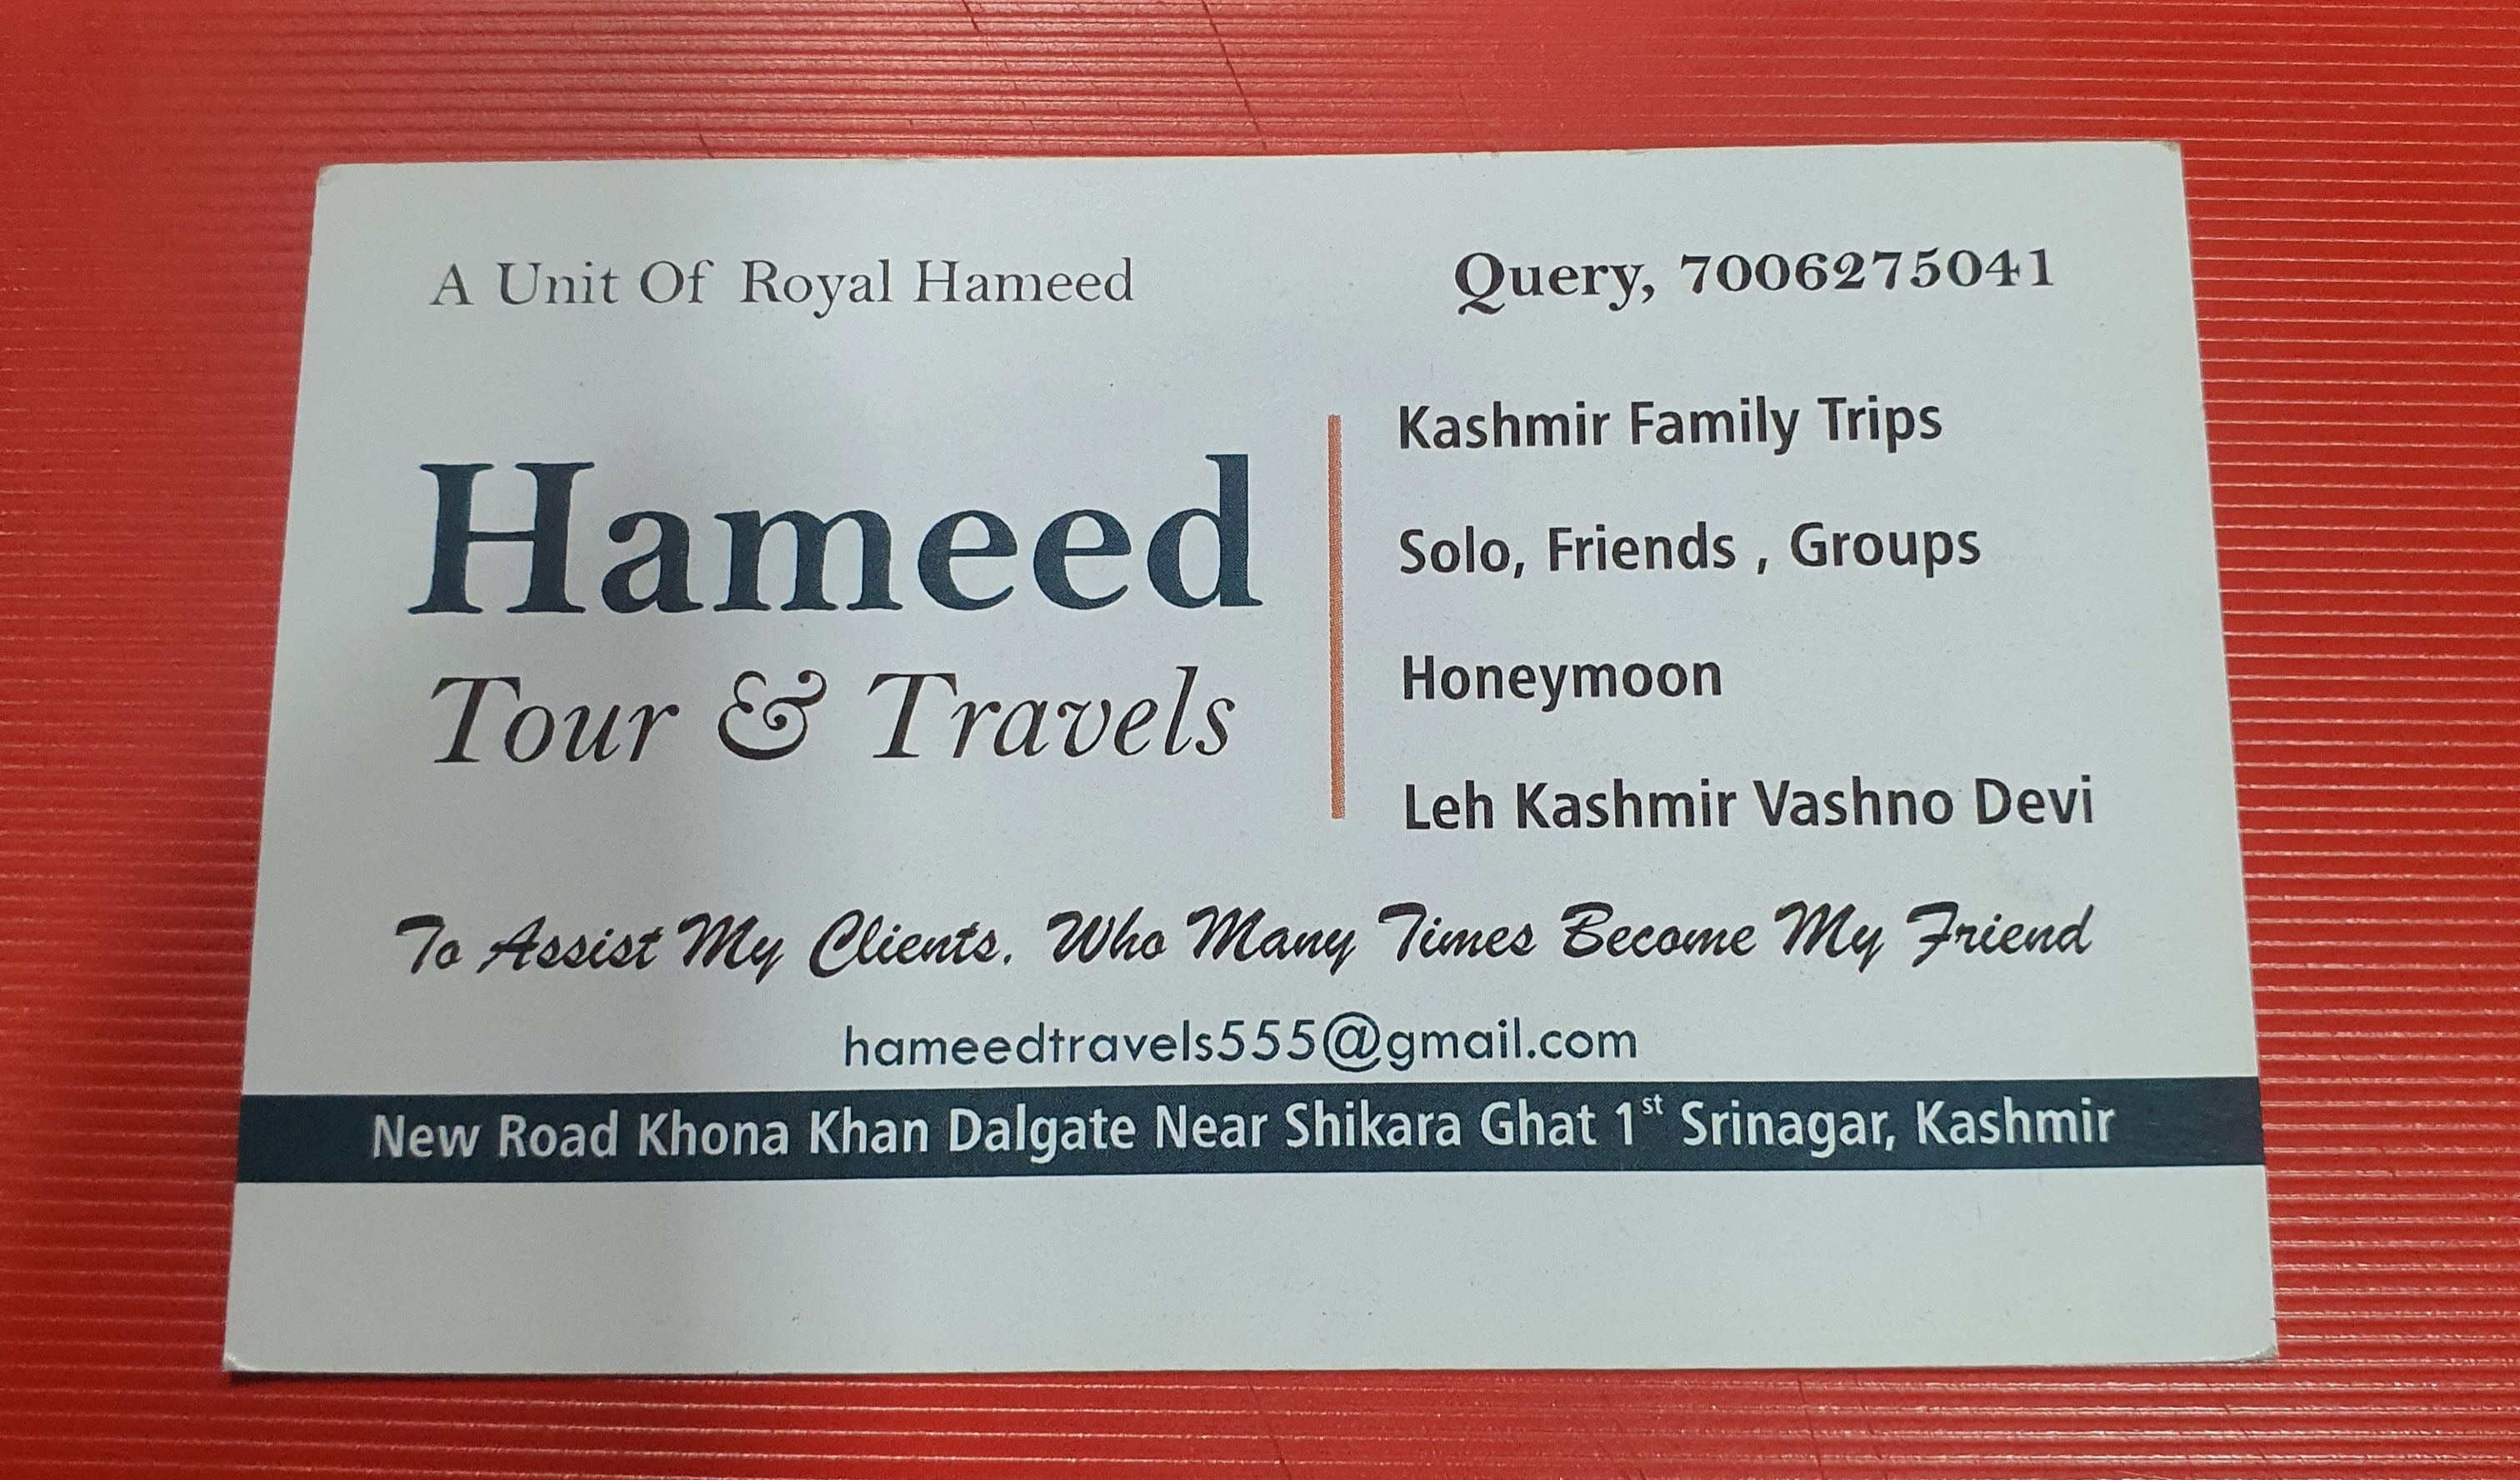 A Unit Of Royal Hameed
Query, 7006275041
Hameed
Tour & Travels
Kashmir Family Trips
Solo, Friends , Groups
Honeymoon
Leh Kashmir Vashno Devi
To Assist My Clients. Who Many Times Become My Friend
hameedtravels555@gmail.com
New Road Khona Khan Dalgate Near Shikara Ghat 1st Srinagar, Kashmir